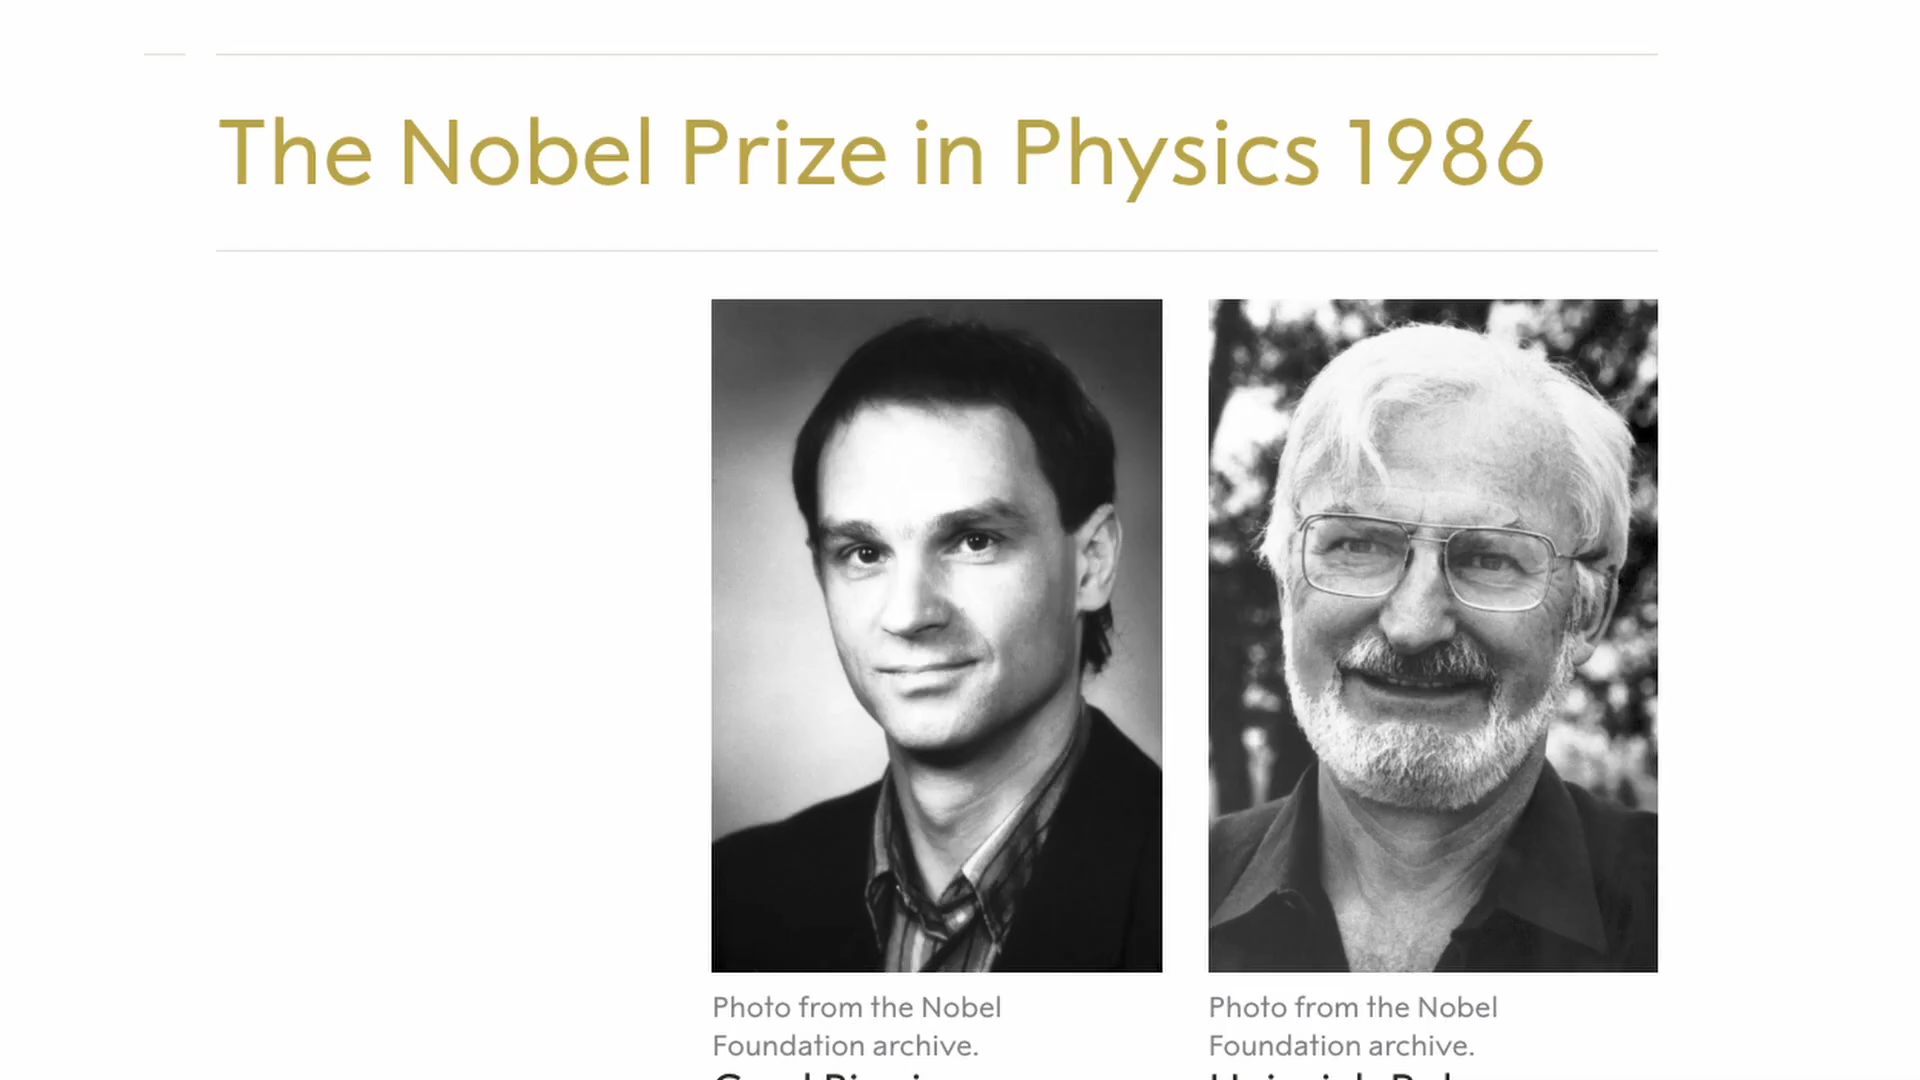 The Nobel Prize in Physics 1986
Photo from the Nobel
Foundation archive.
Photo from the Nobel
Foundation archive.